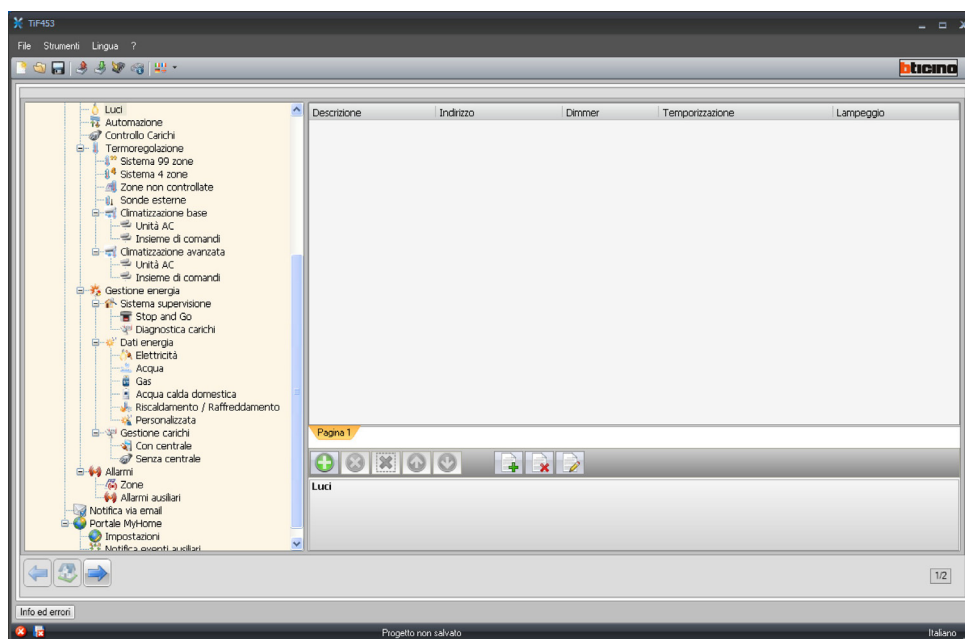 TiF453
File Strumenti Lingua ?
bticino
Luci
Automazione
Controllo Carichi
Termoregolazione
Sistema 99 zone
Sistema 4 zone
Zone non controllate
Sonde esterne
Climatizzazione base
Unità AC
Insieme di comandi
Climatizzazione avanzata
Unità AC
Insieme di comandi
Gestione energia
Sistema supervisione
Stop and Go
Diagnostica carichi
Dati energia
Elettricità
Acqua
Gas
Acqua calda domestica
Riscaldamento / Raffreddamento
Personalizzata
Gestione carichi
Con centrale
Senza centrale
Allarmi
Zone
Allarmi ausiliari
Notifica via email
Portale MyHome
Impostazioni
Notifica eventi ausiliari
Descrizione Indirizzo Dimmer Temporizzazione Lampeggio
Pagina 1
Luci
1/2
Info ed errori
Progetto non salvato Italiano